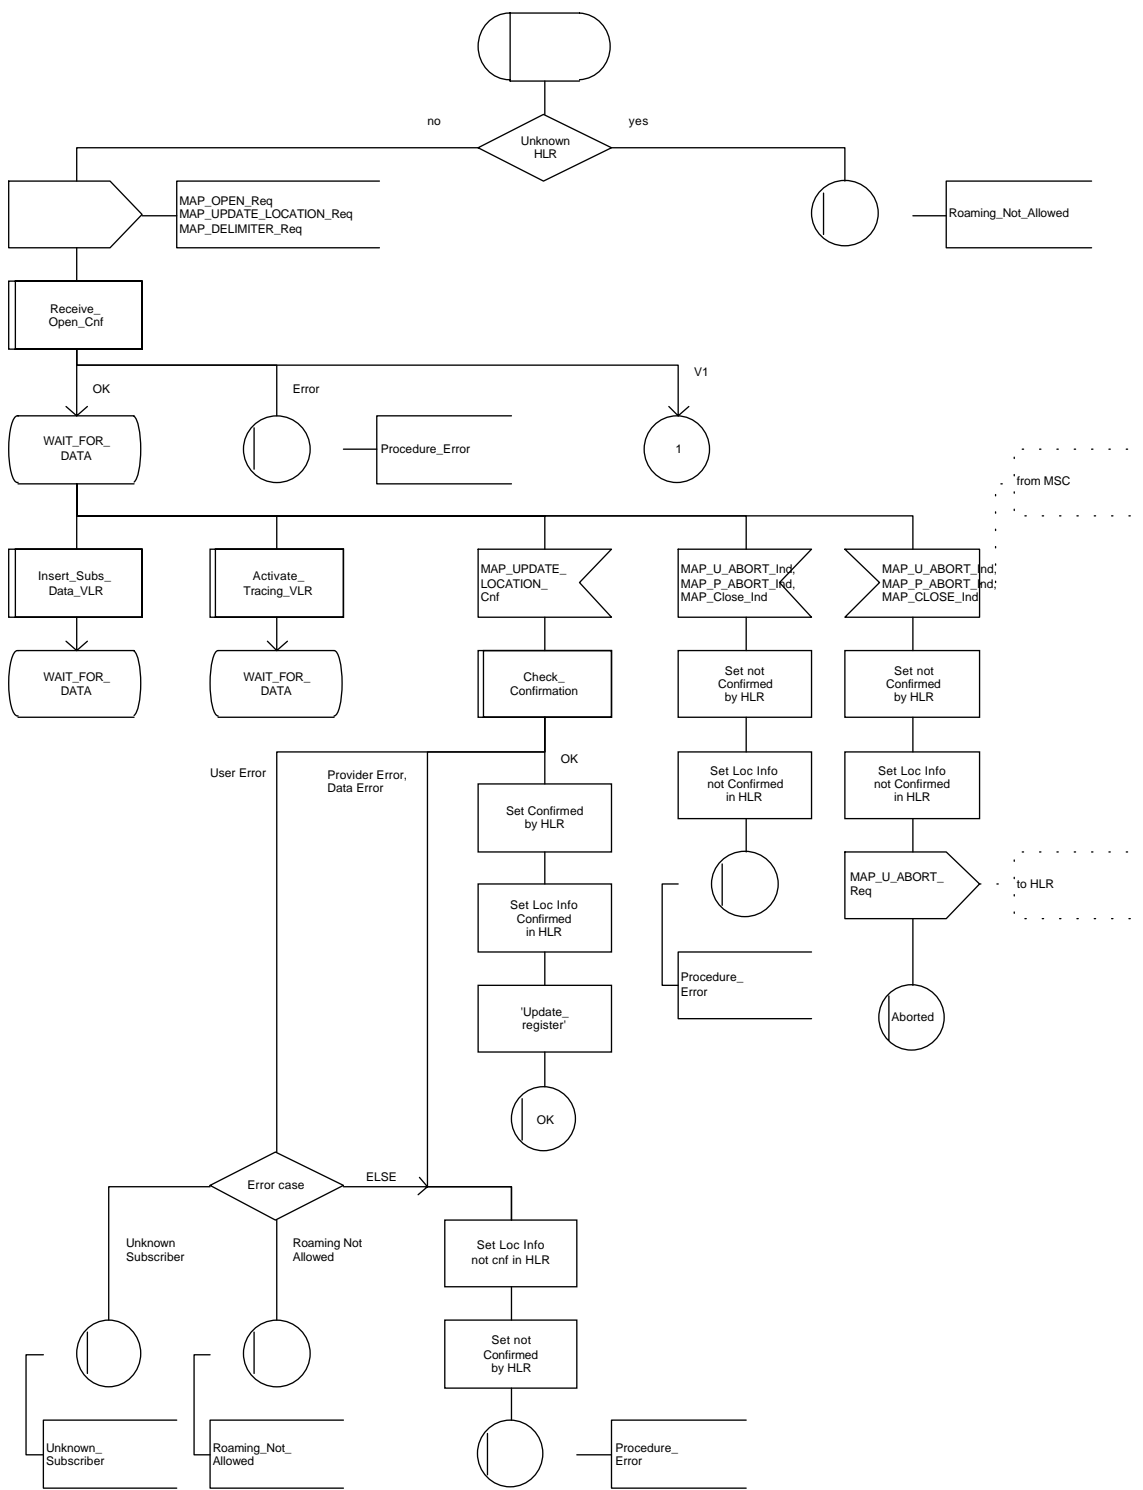 no
yes
Unknown
HLR
MAP_OPEN_Req
MAP_UPDATE_LOCATION_Req
MAP_DELIMITER_Req
Roaming_Not_Allowed
Receive_
Open_Cnf
OK
Error
V1
WAIT_FOR_
DATA
Procedure_Error
1
from MSC
Insert_Subs_
Data_VLR
Activate_
Tracing_VLR
MAP_UPDATE_
LOCATION_
Cnf
MAP_U_ABORT_Ind,
MAP_P_ABORT_Ind,
MAP_Close_Ind
MAP_U_ABORT_Ind,
MAP_P_ABORT_Ind,
MAP_CLOSE_Ind
WAIT_FOR_
DATA
WAIT_FOR_
DATA
Check_
Confirmation
Set not
Confirmed
by HLR
Set not
Confirmed
by HLR
User Error
Provider Error,
Data Error
OK
Set Confirmed
by HLR
Set Loc Info
not Confirmed
in HLR
Set Loc Info
not Confirmed
in HLR
Set Loc Info
Confirmed
in HLR
MAP_U_ABORT_
Req
to HLR
Procedure_
Error
'Update_
register'
Aborted
OK
Error case
ELSE
Unknown
Subscriber
Roaming Not
Allowed
Set Loc Info
not cnf in HLR
Set not
Confirmed
by HLR
Unknown_
Subscriber
Roaming_Not_
Allowed
Procedure_
Error